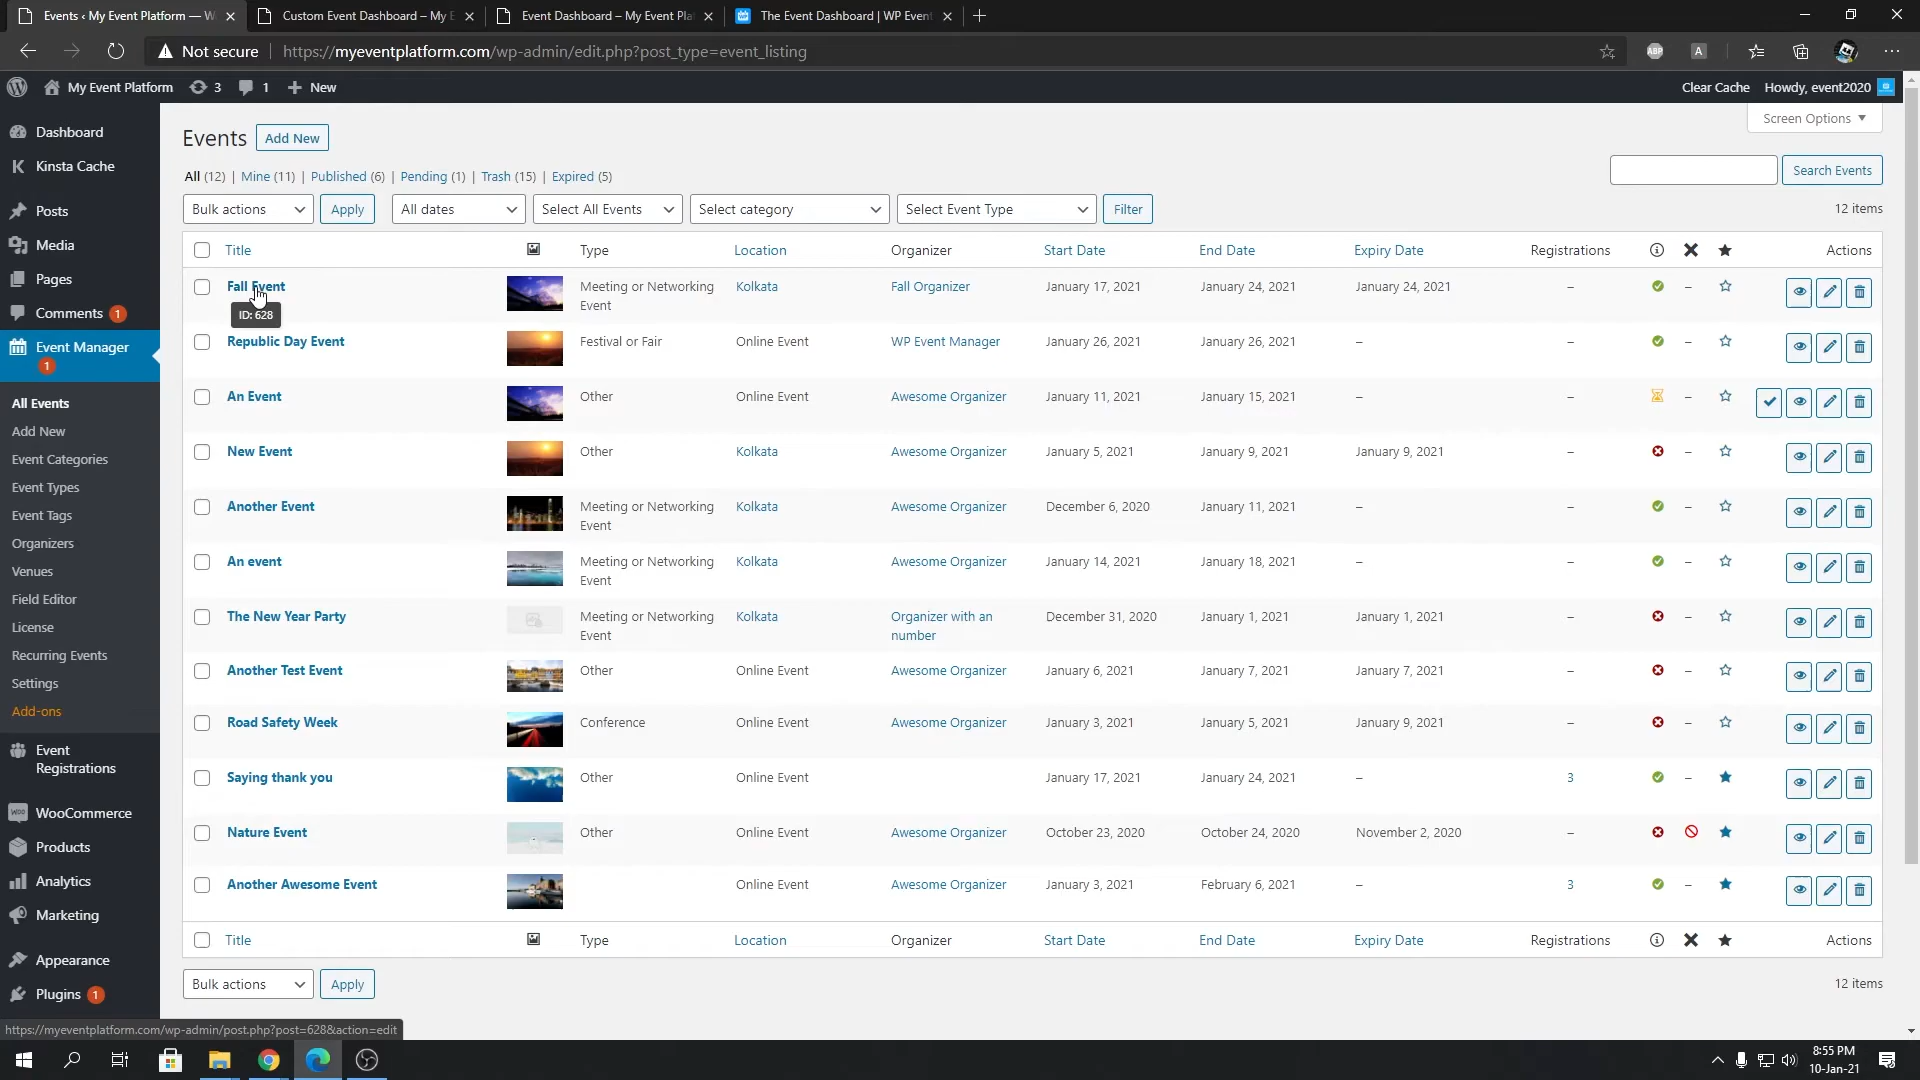 Events ‹ My Event Platform — W
Custom Event Dashboard – My E
Event Dashboard – My Event Pla
The Event Dashboard | WP Event
Not secure https://myeventplatform.com/wp-admin/edit.php?post_type=event_listing
ABP A
My Event Platform 3 1 New Clear Cache Howdy, event2020
Dashboard
Kinsta Cache
Posts
Media
Pages
Comments 1
Event Manager
1
All Events
Add New
Event Categories
Event Types
Event Tags
Organizers
Venues
Field Editor
License
Recurring Events
Settings
Add-ons
Event
Registrations
WooCommerce
Products
Analytics
Marketing
Appearance
Plugins 1
Screen Options
Events Add New
All (12) | Mine (11) | Published (6) | Pending (1) | Trash (15) | Expired (5)
Search Events
Bulk actions Apply All dates Select All Events Select category Select Event Type Filter 12 items
Title Type Location Organizer Start Date End Date Expiry Date Registrations Actions
Fall Event Meeting or Networking Kolkata Fall Organizer January 17, 2021 January 24, 2021 January 24, 2021 –
Event
ID: 628
Republic Day Event Festival or Fair Online Event WP Event Manager January 26, 2021 January 26, 2021 – – –
An Event Other Online Event Awesome Organizer January 11, 2021 January 15, 2021 – – –
New Event Other Kolkata Awesome Organizer January 5, 2021 January 9, 2021 January 9, 2021 – –
Another Event Meeting or Networking Kolkata Awesome Organizer December 6, 2020 January 11, 2021 – – –
Event
An event Meeting or Networking Kolkata Awesome Organizer January 14, 2021 January 18, 2021 – – –
Event
The New Year Party Meeting or Networking Kolkata Organizer with an December 31, 2020 January 1, 2021 January 1, 2021 – –
Event number
Another Test Event Other Online Event Awesome Organizer January 6, 2021 January 7, 2021 January 7, 2021 – –
Road Safety Week Conference Online Event Awesome Organizer January 3, 2021 January 5, 2021 January 9, 2021 – –
Saying thank you Other Online Event January 17, 2021 January 24, 2021 – 3 –
Nature Event Other Online Event Awesome Organizer October 23, 2020 October 24, 2020 November 2, 2020 –
Another Awesome Event Online Event Awesome Organizer January 3, 2021 February 6, 2021 – 3 –
Title Type Location Organizer Start Date End Date Expiry Date Registrations Actions
Bulk actions Apply 12 items
https://myeventplatform.com/wp-admin/post.php?post=628&action=edit
8:55 PM
10-Jan-21